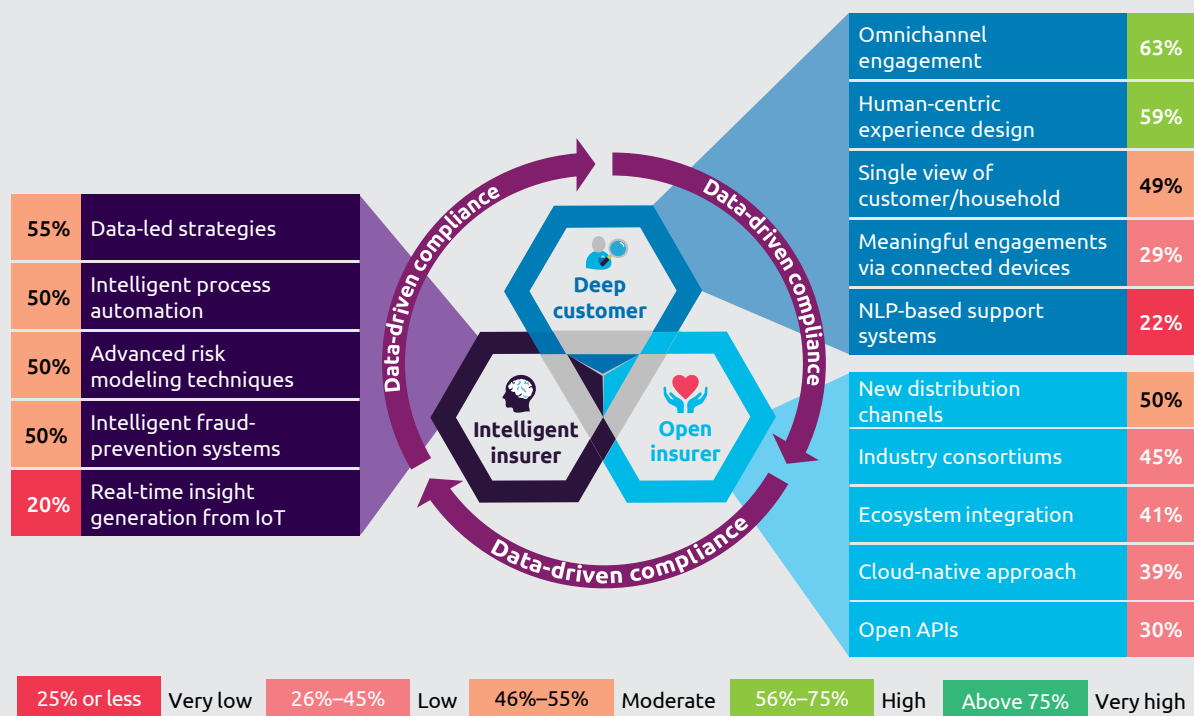 Omnichannel
engagement
63%
Human-centric
experience design
59%
Single view of
customer/household
49%
Meaningful engagements
via connected devices
29%
NLP-based support
systems
22%
55%
Data-led strategies
50%
Intelligent process
automation
50%
Advanced risk
modeling techniques
50%
Intelligent fraud-
prevention systems
20%
Real-time insight
generation from IoT
Data-driven compliance
Data-driven compliance
Data-driven compliance
Deep
customer
Intelligent
insurer
Open
insurer
New distribution
channels
50%
Industry consortiums
45%
Ecosystem integration
41%
Cloud-native approach
39%
Open APIs
30%
25% or less
Very low
26%–45%
Low
46%–55%
Moderate
56%–75%
High
Above 75%
Very high